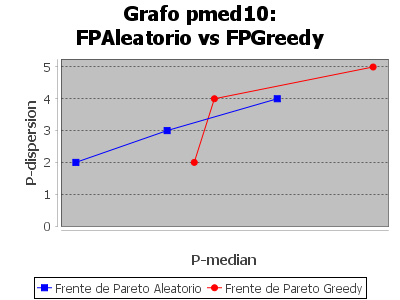 Grafo pmed10:
FPAleatorio vs FPGreedy
5
4
3
2
1
0
P-dispersion
P-median
Frente de Pareto Aleatorio
Frente de Pareto Greedy